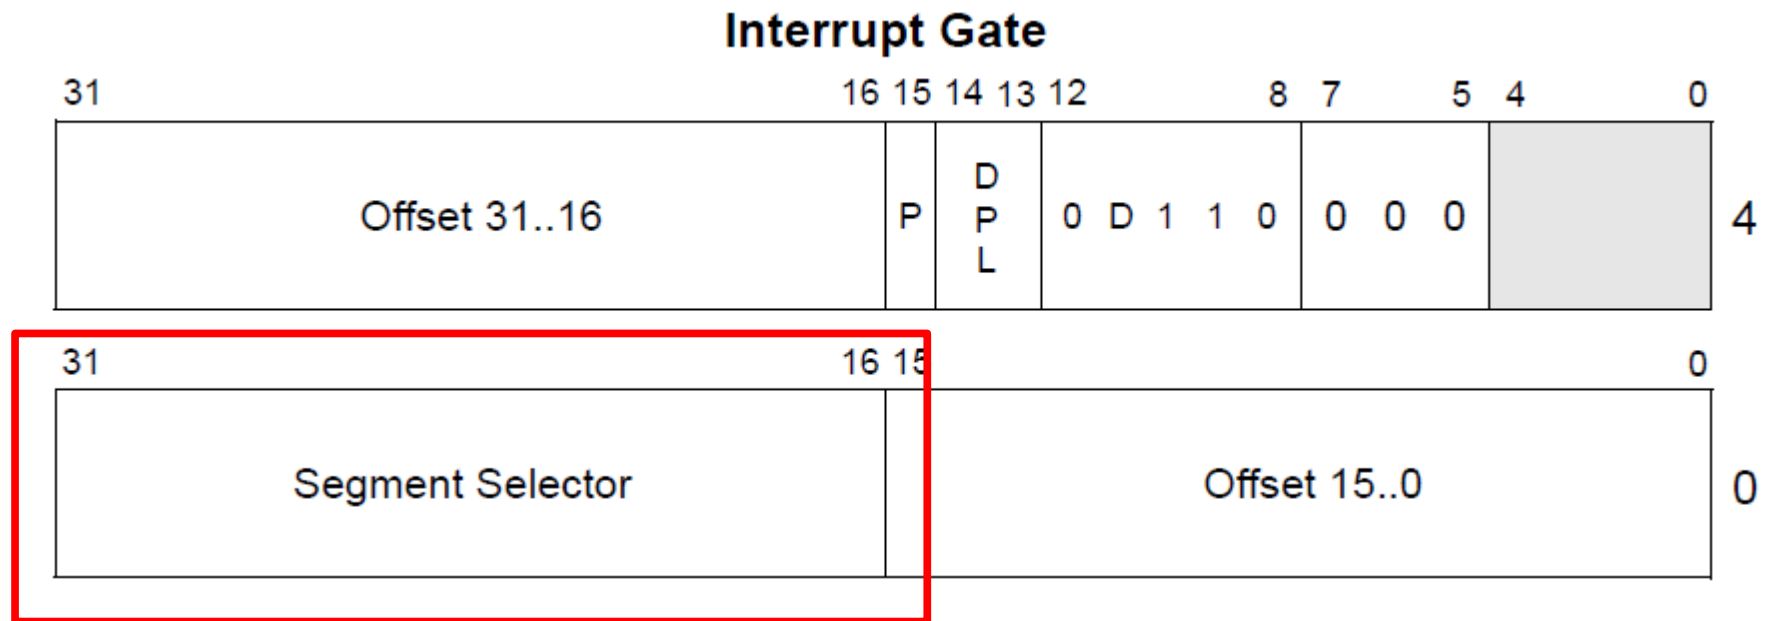 Interrupt Gate
31 16 15 14 13 12 8 7 5 4 0
Offset 31..16 P DPL 0 D 1 1 0 0 0 0 4
31 16 15 0
Segment Selector Offset 15..0 0